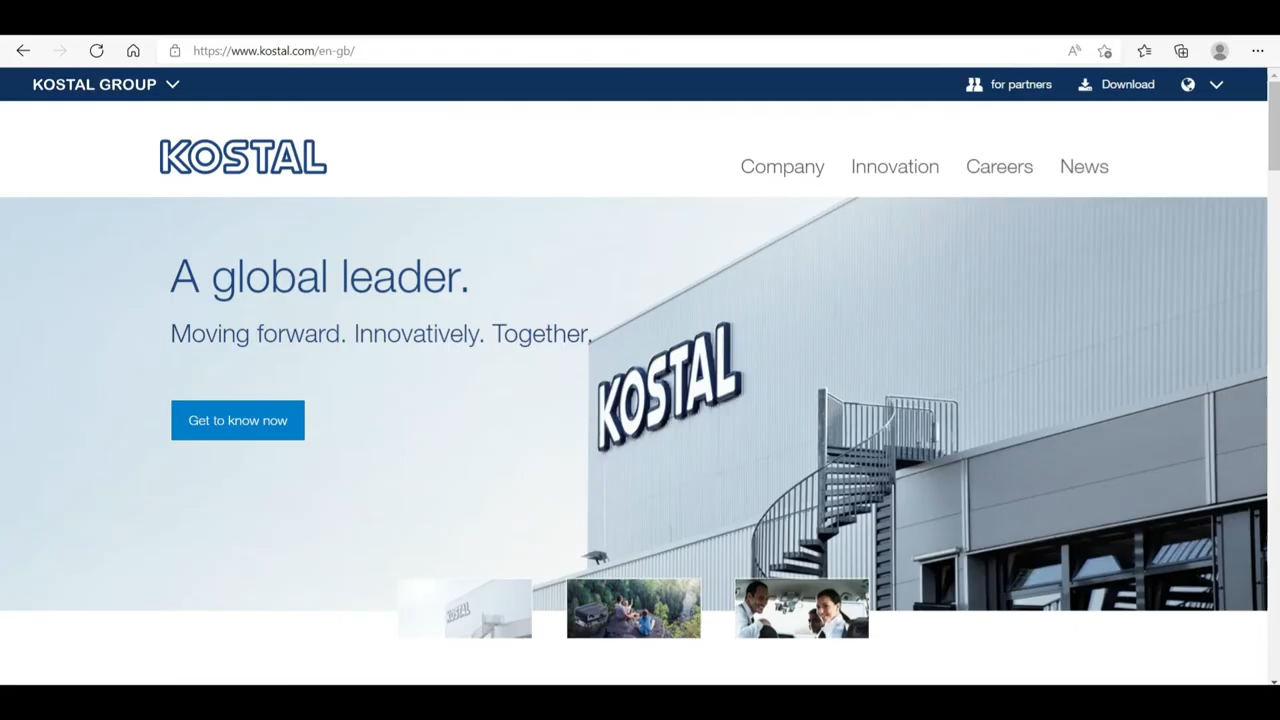 https://www.kostal.com/en-gb/
KOSTAL GROUP
for partners
Download
KOSTAL
Company
Innovation
Careers
News
A global leader.
Moving forward. Innovatively. Together.
KOSTAL
Get to know now
KOSTAL